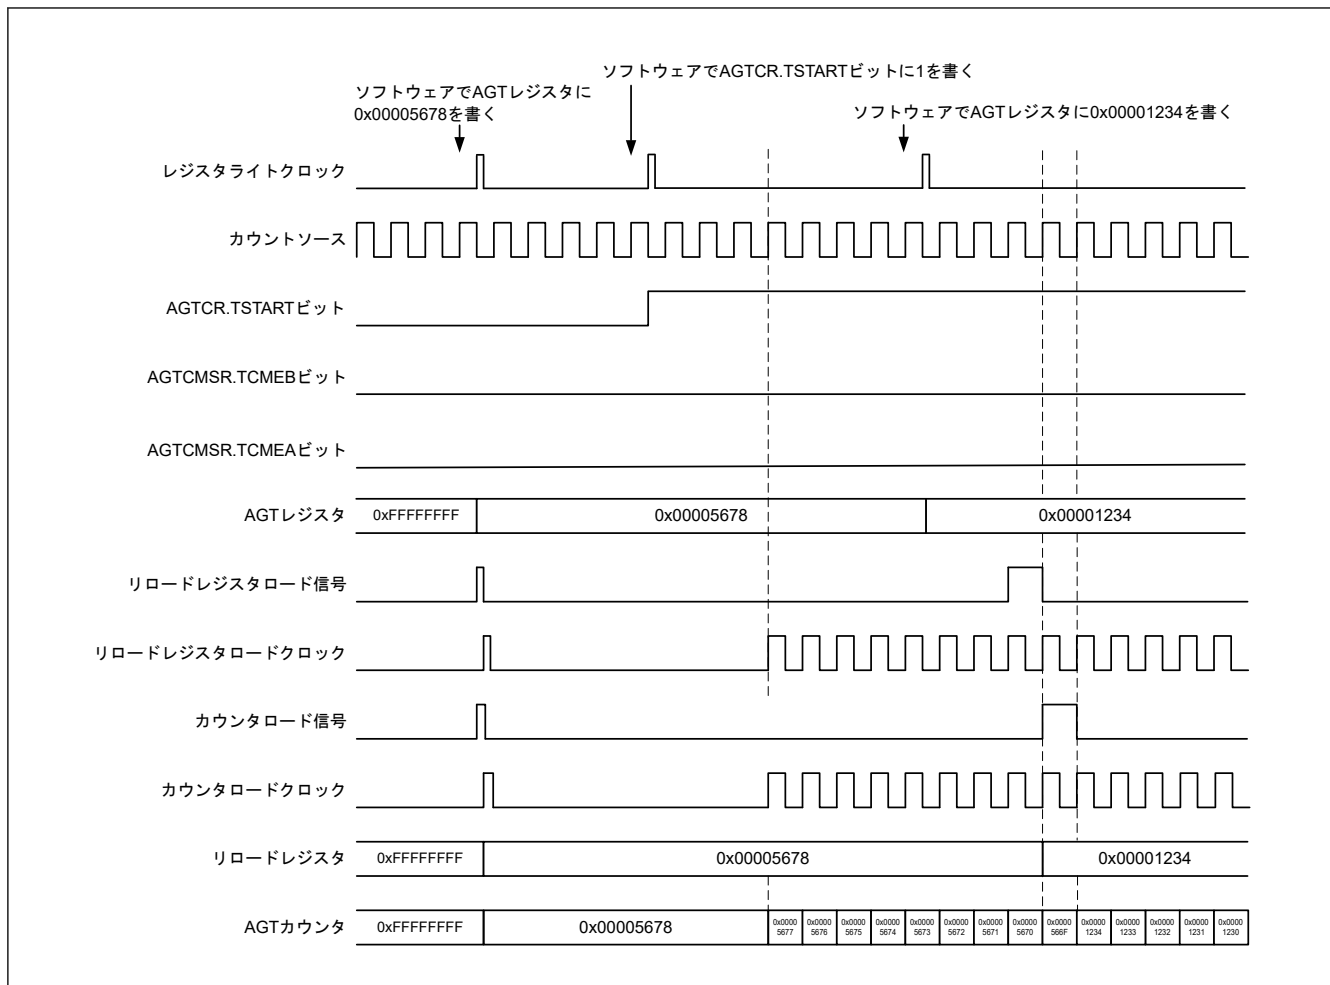 ソフトウェアでAGTCR.TSTARTビットに1を書く
ソフトウェアでAGTレジスタに
0x00005678を書く
ソフトウェアでAGTレジスタに0x00001234を書く
レジスタライトクロック
カウントソース
AGTCR.TSTARTビット
AGTCMSR.TCMEBビット
AGTCMSR.TCMEAビット
AGTレジスタ 0xFFFFFFFF 0x00005678 0x00001234
リロードレジスタロード信号
リロードレジスタロードクロック
カウンタロード信号
カウンタロードクロック
リロードレジスタ 0xFFFFFFFF 0x00005678 0x00001234
AGTカウンタ 0xFFFFFFFF 0x00005678
0x0000 0x0000 0x0000 0x0000 0x0000 0x0000 0x0000 0x0000 0x0000 0x0000 0x0000 0x0000 0x0000 0x0000
5677 5676 5675 5674 5673 5672 5671 5670 566F 1234 1233 1232 1231 1230